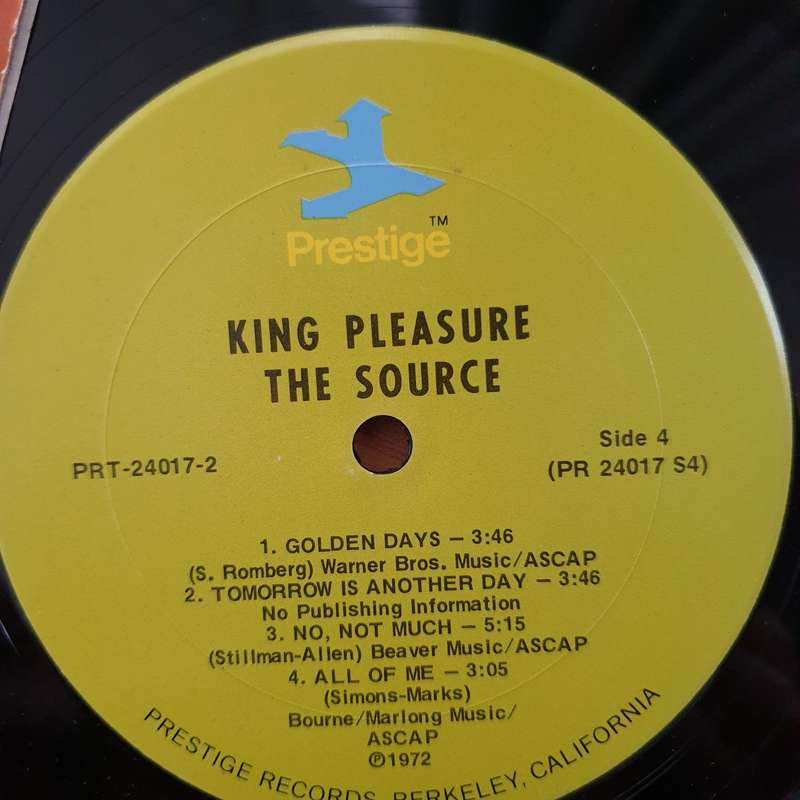 Prestige™
KING PLEASURE
THE SOURCE
PRT-24017-2
Side 4
(PR 24017 S4)
1. GOLDEN DAYS — 3:46
(S. Romberg) Warner Bros. Music/ASCAP
2. TOMORROW IS ANOTHER DAY — 3:46
No Publishing Information
3. NO, NOT MUCH — 5:15
(Stillman-Allen) Beaver Music/ASCAP
4. ALL OF ME — 3:05
(Simons-Marks)
Bourne/Marlong Music/
ASCAP
℗1972
PRESTIGE RECORDS, BERKELEY, CALIFORNIA